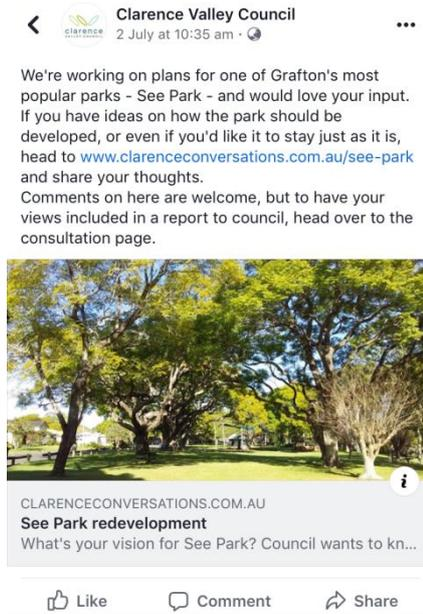 Clarence Valley Council
clarence
VALLEY COUNCIL
2 July at 10:35 am ·
We're working on plans for one of Grafton's most
popular parks - See Park - and would love your input.
If you have ideas on how the park should be
developed, or even if you'd like it to stay just as it is,
head to www.clarenceconversations.com.au/see-park
and share your thoughts.
Comments on here are welcome, but to have your
views included in a report to council, head over to the
consultation page.
i
CLARENCECONVERSATIONS.COM.AU
See Park redevelopment
What's your vision for See Park? Council wants to kn...
Like
Comment
Share